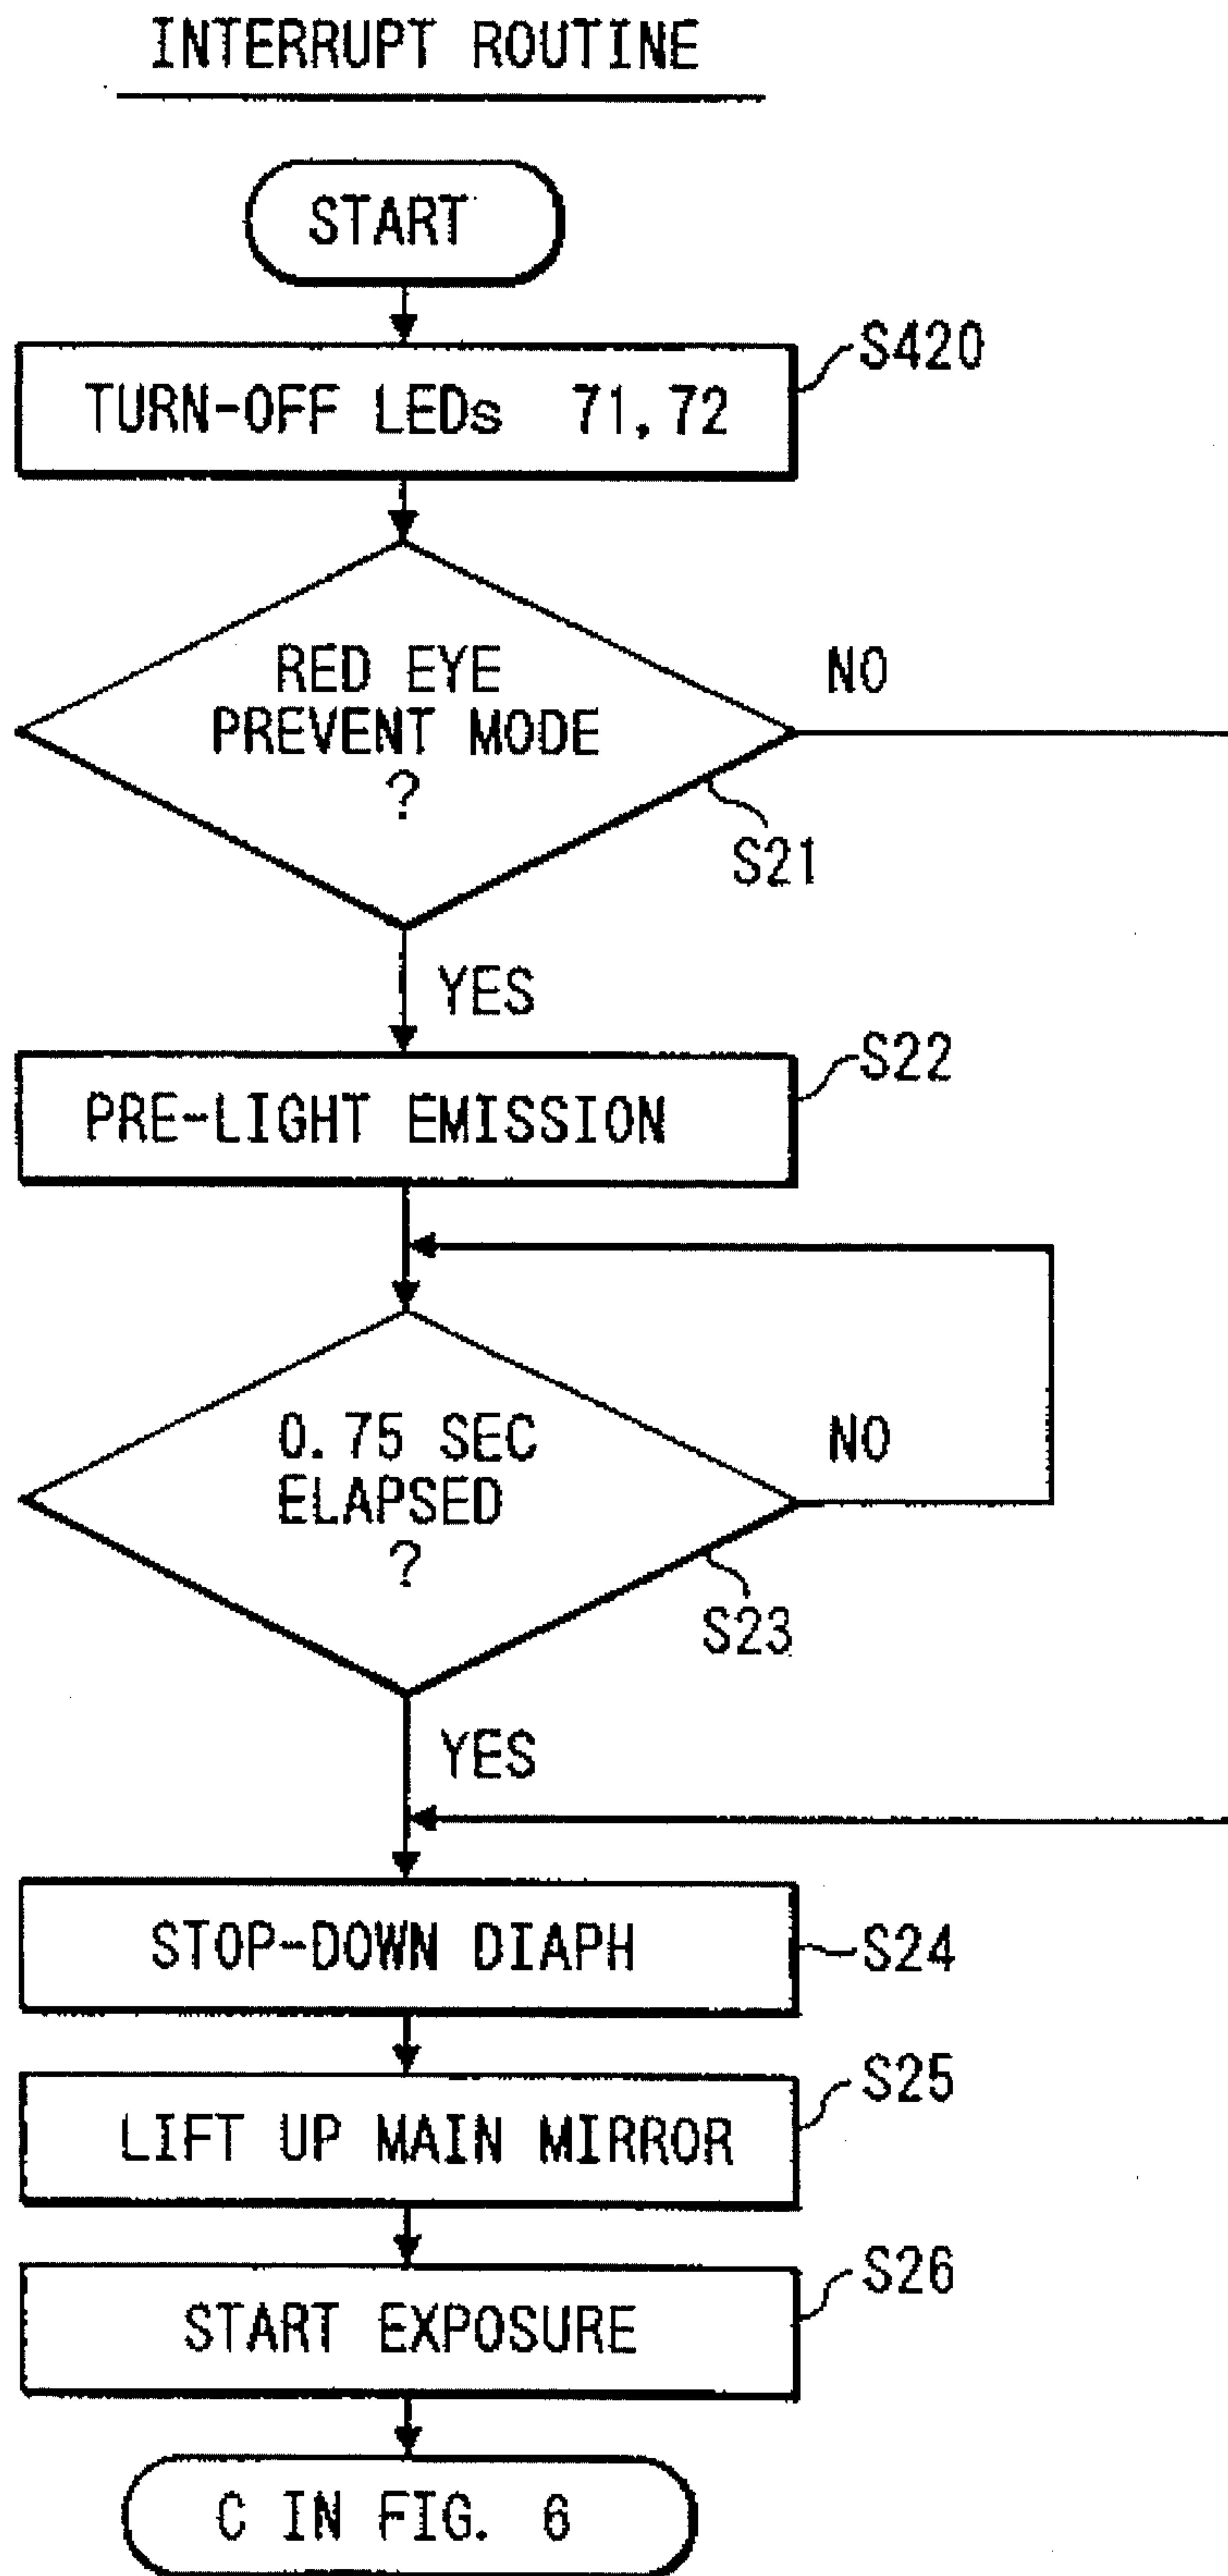 INTERRUPT ROUTINE
START
S420
TURN-OFF LEDs 71, 72
RED EYE
PREVENT MODE
?
NO
S21
YES
S22
PRE-LIGHT EMISSION
0.75 SEC
ELAPSED
?
NO
S23
YES
STOP-DOWN DIAPH
S24
S25
LIFT UP MAIN MIRROR
S26
START EXPOSURE
C IN FIG. 6